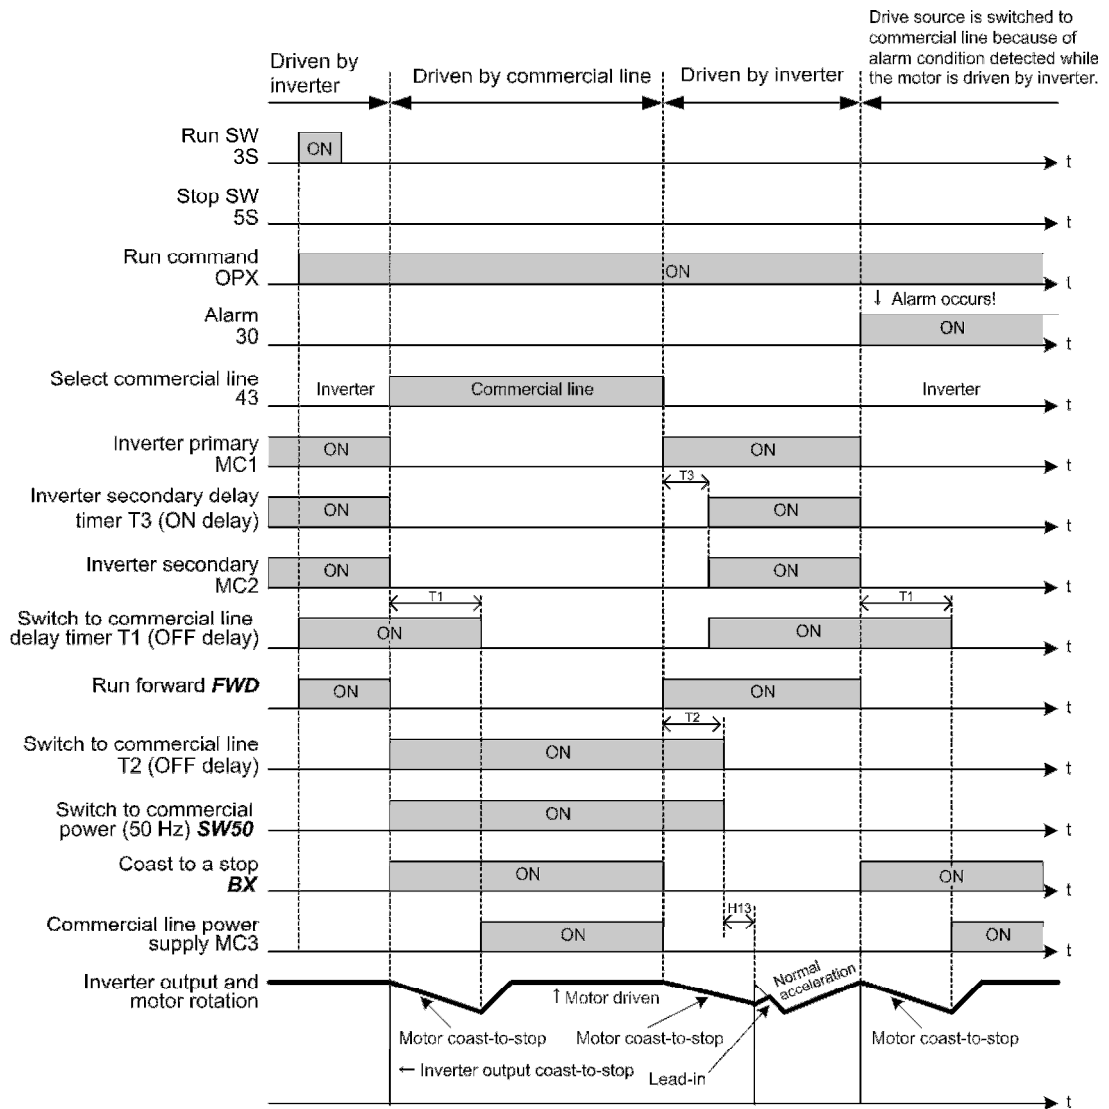 Drive source is switched to
commercial line because of
alarm condition detected while
the motor is driven by inverter.
Driven by
inverter
Driven by commercial line
Driven by inverter
Run SW
3S
ON
t
Stop SW
5S
t
Run command
OPX
ON
t
↓ Alarm occurs!
Alarm
30
ON
t
Select commercial line
43
Inverter
Commercial line
Inverter
t
Inverter primary
MC1
ON
ON
t
T3
Inverter secondary delay
timer T3 (ON delay)
ON
ON
t
Inverter secondary
MC2
ON
ON
t
T1
T1
Switch to commercial line
delay timer T1 (OFF delay)
ON
ON
t
Run forward FWD
ON
ON
t
T2
Switch to commercial line
T2 (OFF delay)
ON
t
Switch to commercial
power (50 Hz) SW50
ON
t
Coast to a stop
BX
ON
ON
t
H13
Commercial line power
supply MC3
ON
ON
t
Inverter output and
motor rotation
↑ Motor driven
Normal
acceleration
Motor coast-to-stop
Motor coast-to-stop
Motor coast-to-stop
← Inverter output coast-to-stop
Lead-in
t